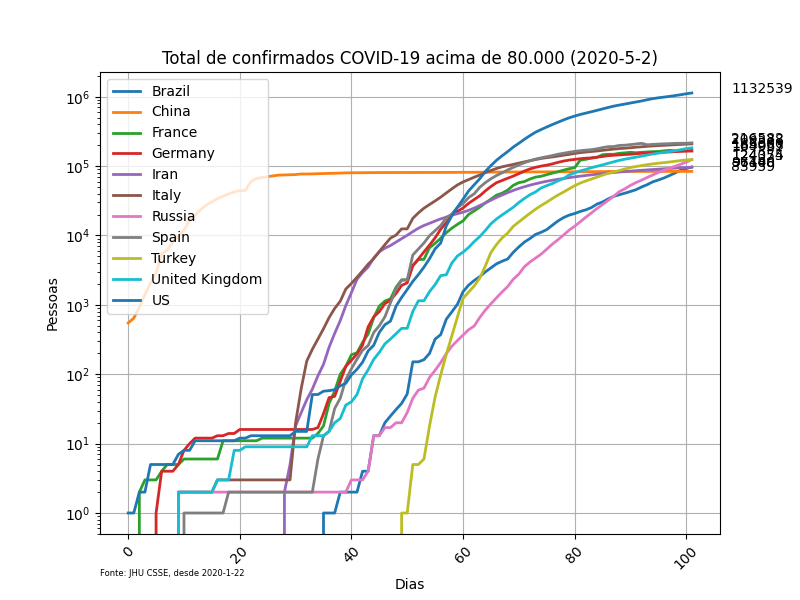 Total de confirmados COVID-19 acima de 80.000 (2020-5-2)
Brazil
China
France
Germany
Iran
Italy
Russia
Spain
Turkey
United Kingdom
US
10^6
10^5
10^4
10^3
10^2
10^1
10^0
Pessoas
1132539
0
20
40
60
80
100
Dias
Fonte: JHU CSSE, desde 2020-1-22